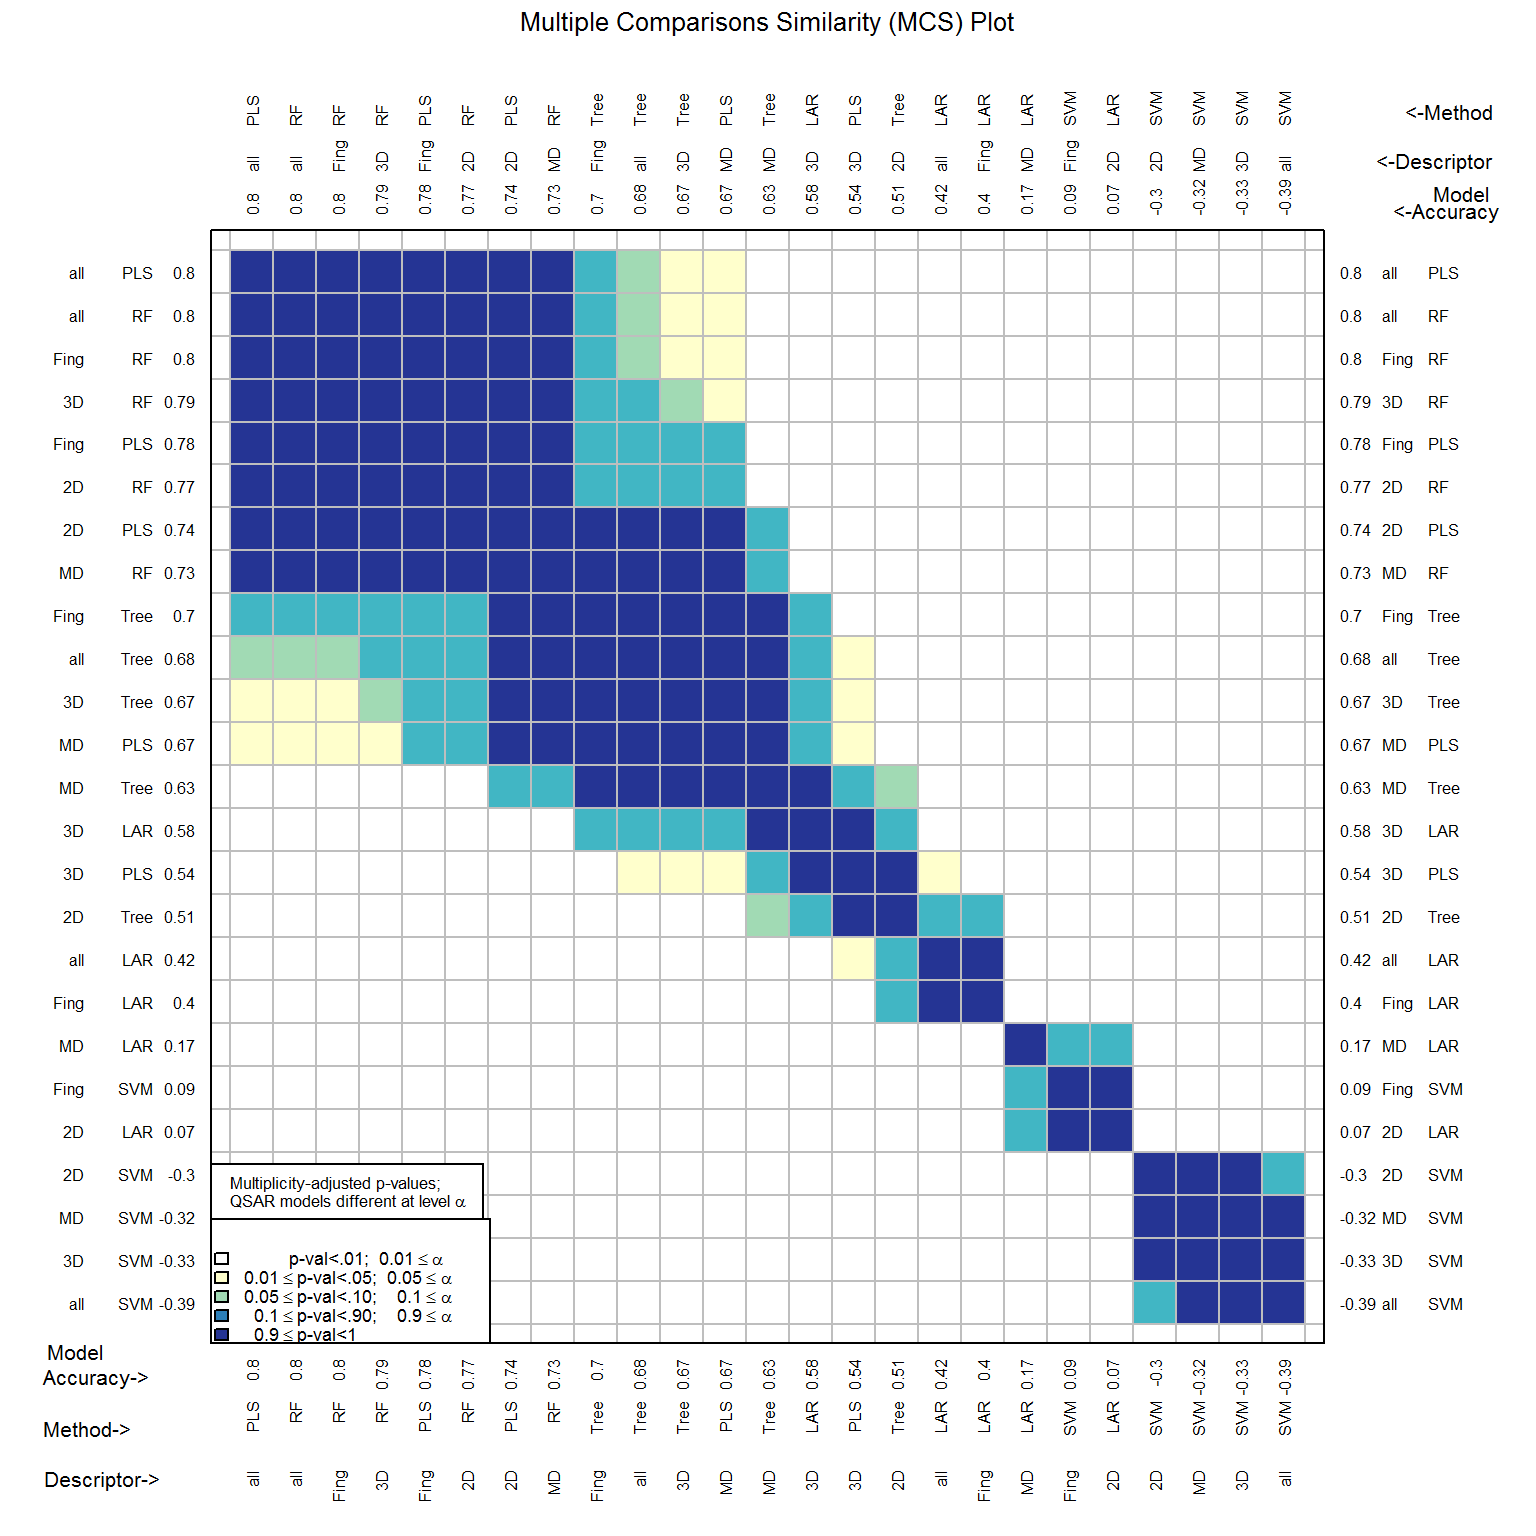 Multiple Comparisons Similarity (MCS) Plot
PLS RF RF RF PLS RF PLS RF Tree Tree Tree PLS Tree LAR PLS Tree LAR LAR LAR SVM LAR SVM SVM SVM SVM <-Method
all all Fing 3D Fing 2D 2D MD Fing all 3D MD MD 3D 3D 2D all Fing MD Fing 2D 2D MD 3D all <-Descriptor
0.8 0.8 0.8 0.79 0.78 0.77 0.74 0.73 0.7 0.68 0.67 0.67 0.63 0.58 0.54 0.51 0.42 0.4 0.17 0.09 0.07 -0.3 -0.32 -0.33 -0.39 Model
<-Accuracy
all PLS 0.8 0.8 all PLS
all RF 0.8 0.8 all RF
Fing RF 0.8 0.8 Fing RF
3D RF 0.79 0.79 3D RF
Fing PLS 0.78 0.78 Fing PLS
2D RF 0.77 0.77 2D RF
2D PLS 0.74 0.74 2D PLS
MD RF 0.73 0.73 MD RF
Fing Tree 0.7 0.7 Fing Tree
all Tree 0.68 0.68 all Tree
3D Tree 0.67 0.67 3D Tree
MD PLS 0.67 0.67 MD PLS
MD Tree 0.63 0.63 MD Tree
3D LAR 0.58 0.58 3D LAR
3D PLS 0.54 0.54 3D PLS
2D Tree 0.51 0.51 2D Tree
all LAR 0.42 0.42 all LAR
Fing LAR 0.4 0.4 Fing LAR
MD LAR 0.17 0.17 MD LAR
Fing SVM 0.09 0.09 Fing SVM
2D LAR 0.07 0.07 2D LAR
2D SVM -0.3 -0.3 2D SVM
MD SVM -0.32 -0.32 MD SVM
3D SVM -0.33 -0.33 3D SVM
all SVM -0.39 -0.39 all SVM
Multiplicity-adjusted p-values;
QSAR models different at level α
p-val<.01; 0.01 ≤ α
0.01 ≤ p-val<.05; 0.05 ≤ α
0.05 ≤ p-val<.10; 0.1 ≤ α
0.1 ≤ p-val<.90; 0.9 ≤ α
0.9 ≤ p-val<1
Model
Accuracy-> 0.8 0.8 0.8 0.79 0.78 0.77 0.74 0.73 0.7 0.68 0.67 0.67 0.63 0.58 0.54 0.51 0.42 0.4 0.17 0.09 0.07 -0.3 -0.32 -0.33 -0.39
Method-> PLS RF RF RF PLS RF PLS RF Tree Tree Tree PLS Tree LAR PLS Tree LAR LAR LAR SVM LAR SVM SVM SVM SVM
Descriptor-> all all Fing 3D Fing 2D 2D MD Fing all 3D MD MD 3D 3D 2D all Fing MD Fing 2D 2D MD 3D all